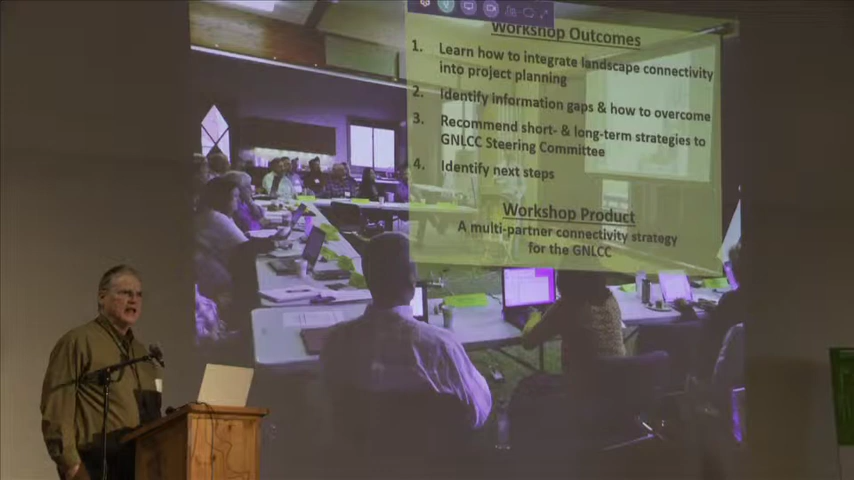 Workshop Outcomes
1. Learn how to integrate landscape connectivity
into project planning
2. Identify information gaps & how to overcome
3. Recommend short- & long-term strategies to
GNLCC Steering Committee
4. Identify next steps
Workshop Product
A multi-partner connectivity strategy
for the GNLCC